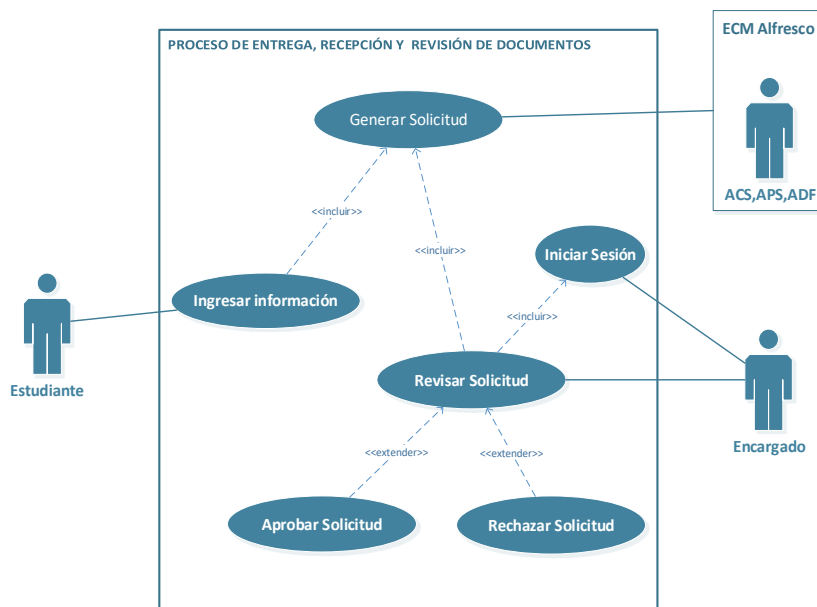 ECM Alfresco
PROCESO DE ENTREGA, RECEPCIÓN Y REVISIÓN DE DOCUMENTOS
Generar Solicitud
ACS,APS,ADF
<<incluir>>
<<incluir>>
Iniciar Sesión
Ingresar información
<<incluir>>
Estudiante
Revisar Solicitud
Encargado
<<extender>>
<<extender>>
Aprobar Solicitud
Rechazar Solicitud